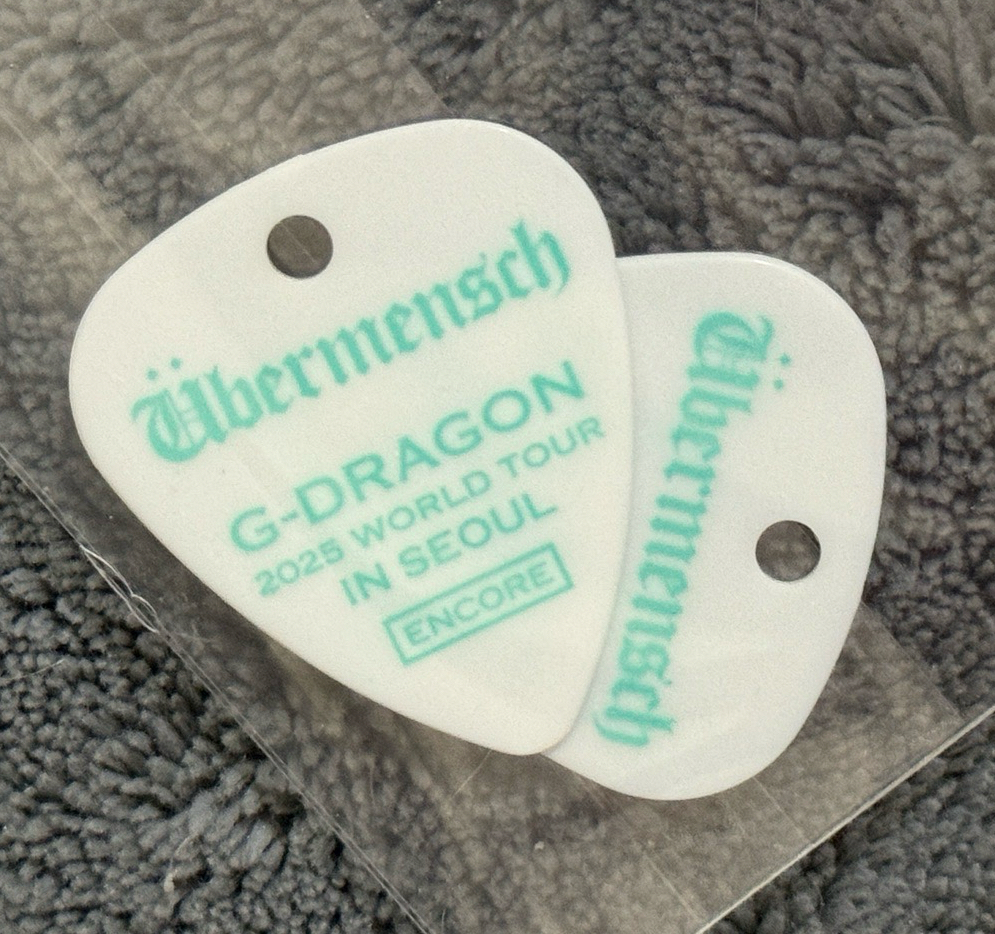 Übermensch
G-DRAGON
2025 WORLD TOUR
IN SEOUL
ENCORE
Übermensch